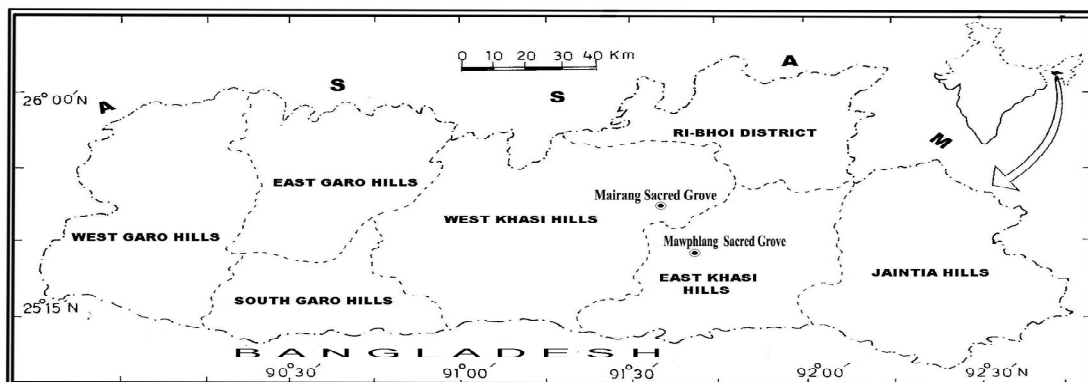 0 10 20 30 40 Km
A S S A M
26°00N
RI-BHOI DISTRICT
EAST GARO HILLS
Mairang Sacred Grove
WEST KHASI HILLS
WEST GARO HILLS
Mawphlang Sacred Grove
EAST KHASI
HILLS
JAINTIA HILLS
SOUTH GARO HILLS
25°15 N
BANGLADESH
90°30
91°00
91°30
92°00
92°30 E